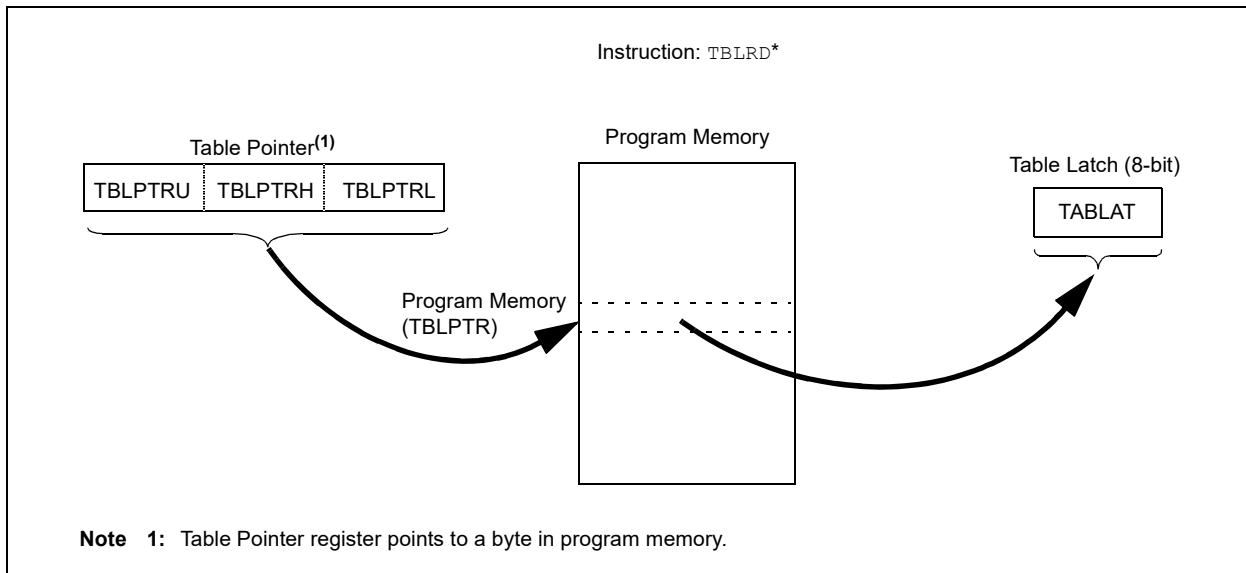 Instruction: TBLRD*
Table Pointer(1)
Program Memory
Table Latch (8-bit)
TBLPTRU TBLPTRH TBLPTRL
TABLAT
Program Memory
(TBLPTR)
Note 1: Table Pointer register points to a byte in program memory.